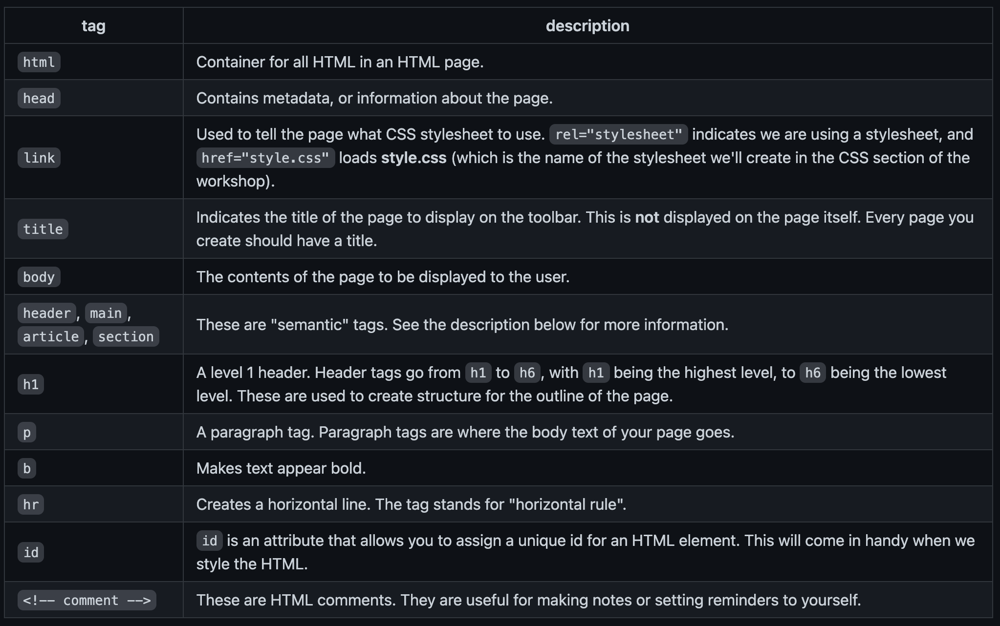 tag description
html Container for all HTML in an HTML page.
head Contains metadata, or information about the page.
link Used to tell the page what CSS stylesheet to use. rel="stylesheet" indicates we are using a stylesheet, and
href="style.css" loads style.css (which is the name of the stylesheet we'll create in the CSS section of the
workshop).
title Indicates the title of the page to display on the toolbar. This is not displayed on the page itself. Every page you
create should have a title.
body The contents of the page to be displayed to the user.
header, main,
article, section
These are "semantic" tags. See the description below for more information.
h1 A level 1 header. Header tags go from h1 to h6, with h1 being the highest level, to h6 being the lowest
level. These are used to create structure for the outline of the page.
p A paragraph tag. Paragraph tags are where the body text of your page goes.
b Makes text appear bold.
hr Creates a horizontal line. The tag stands for "horizontal rule".
id id is an attribute that allows you to assign a unique id for an HTML element. This will come in handy when we
style the HTML.
<!-- comment --> These are HTML comments. They are useful for making notes or setting reminders to yourself.